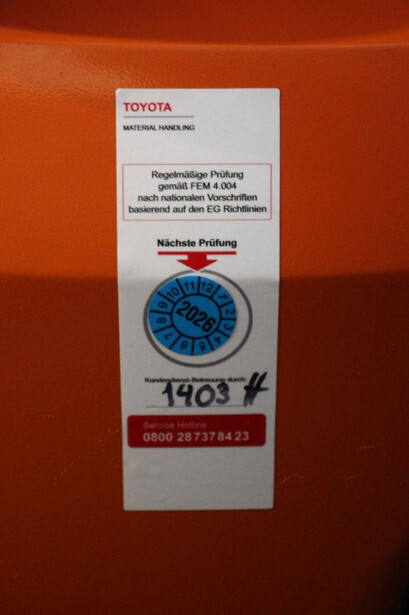 TOYOTA
MATERIAL HANDLING
Regelmäßige Prüfung
gemäß FEM 4.004
nach nationalen Vorschriften
basierend auf den EG Richtlinien
Nächste Prüfung
1 2 3 4 5 6 7 8 9 10 11 12
2026
Kundendienst-Betreuung durch:
1403 H
Service Hotline
0800 2873784 23